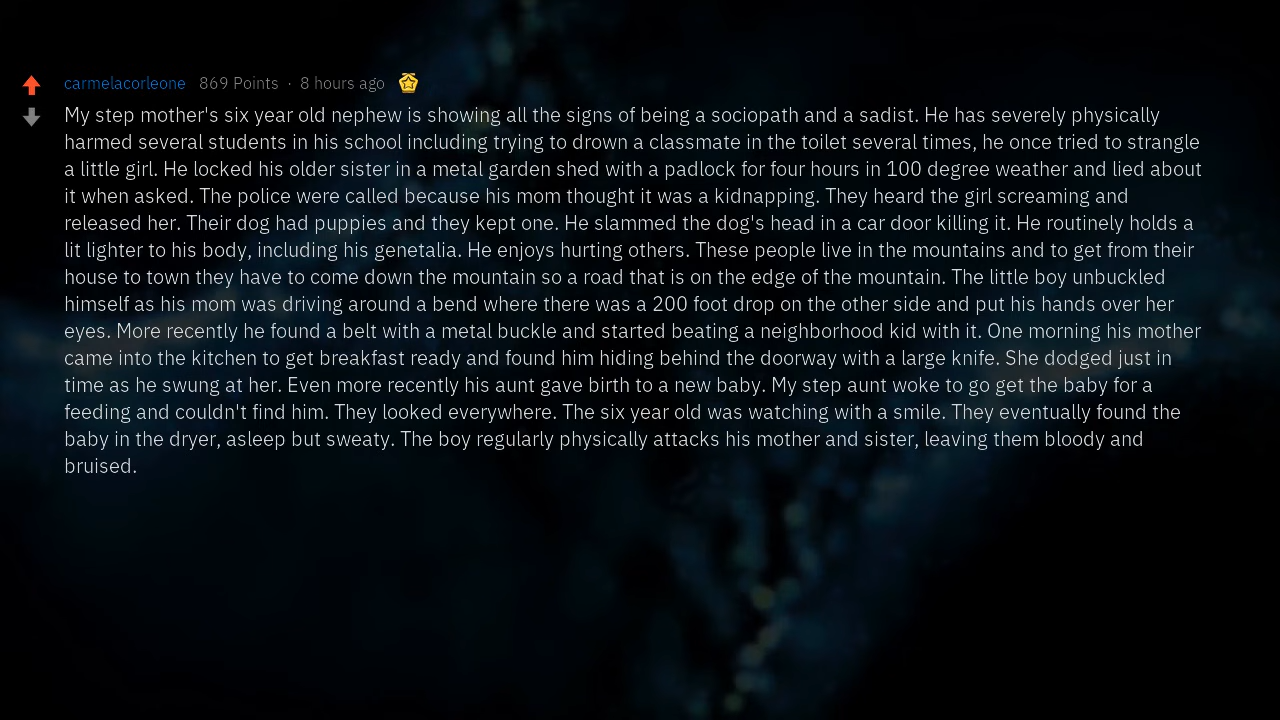 carmelacorleone 869 Points · 8 hours ago
My step mother's six year old nephew is showing all the signs of being a sociopath and a sadist. He has severely physically
harmed several students in his school including trying to drown a classmate in the toilet several times, he once tried to strangle
a little girl. He locked his older sister in a metal garden shed with a padlock for four hours in 100 degree weather and lied about
it when asked. The police were called because his mom thought it was a kidnapping. They heard the girl screaming and
released her. Their dog had puppies and they kept one. He slammed the dog's head in a car door killing it. He routinely holds a
lit lighter to his body, including his genetalia. He enjoys hurting others. These people live in the mountains and to get from their
house to town they have to come down the mountain so a road that is on the edge of the mountain. The little boy unbuckled
himself as his mom was driving around a bend where there was a 200 foot drop on the other side and put his hands over her
eyes. More recently he found a belt with a metal buckle and started beating a neighborhood kid with it. One morning his mother
came into the kitchen to get breakfast ready and found him hiding behind the doorway with a large knife. She dodged just in
time as he swung at her. Even more recently his aunt gave birth to a new baby. My step aunt woke to go get the baby for a
feeding and couldn't find him. They looked everywhere. The six year old was watching with a smile. They eventually found the
baby in the dryer, asleep but sweaty. The boy regularly physically attacks his mother and sister, leaving them bloody and
bruised.